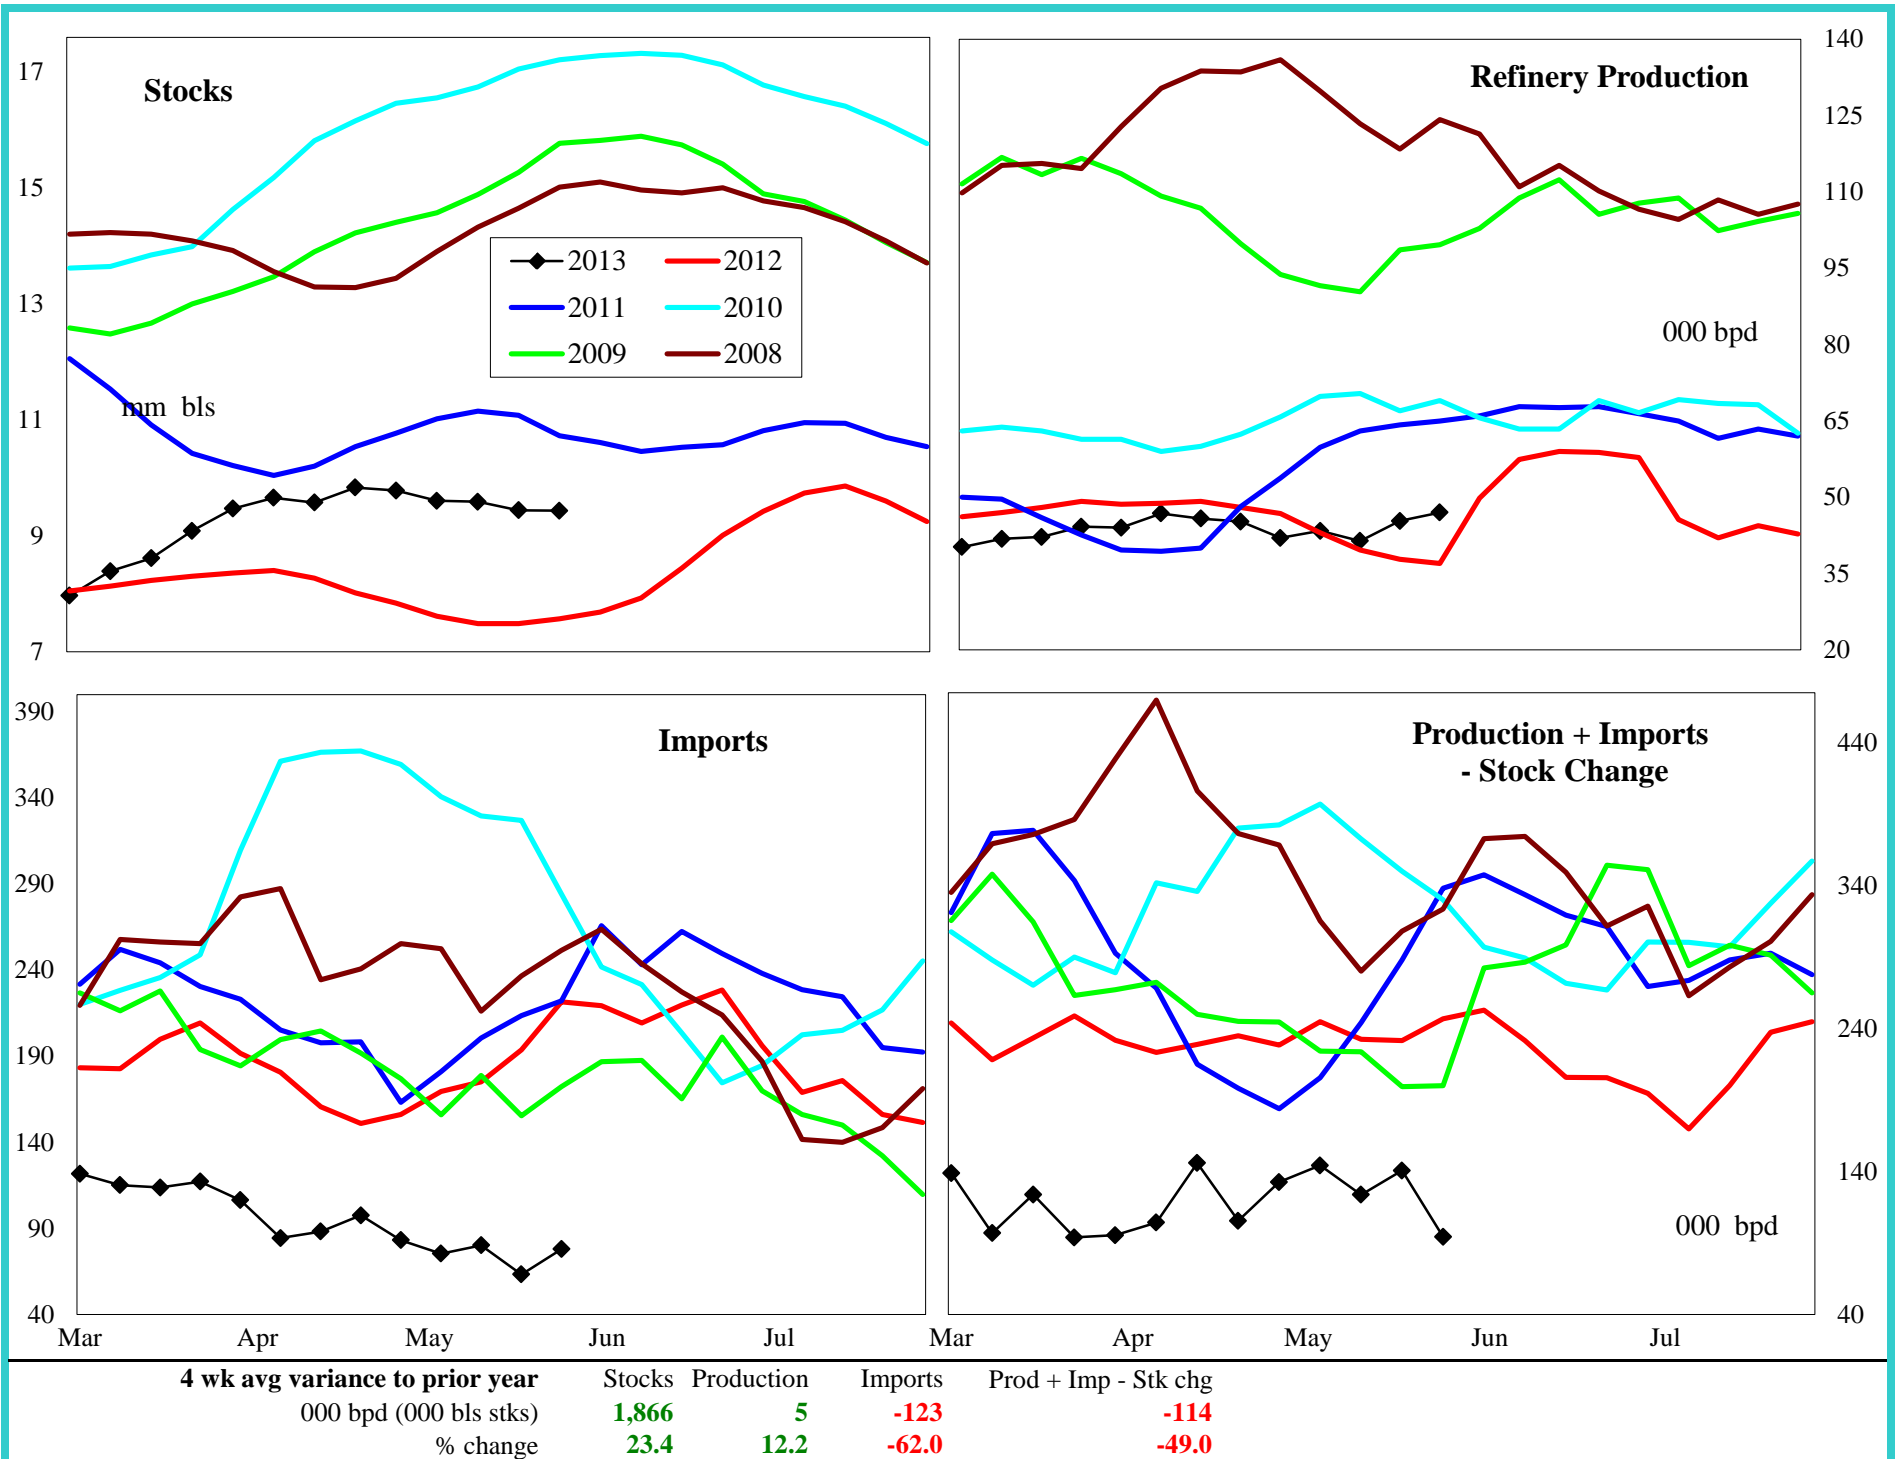 Stocks
17
15
13
11
9
7
mm bls
2013 2012
2011 2010
2009 2008
Refinery Production
140
125
110
95
80
65
50
35
20
000 bpd
Imports
390
340
290
240
190
140
90
40
Mar Apr May Jun Jul
Production + Imports
- Stock Change
440
340
240
140
40
000 bpd
Mar Apr May Jun Jul
4 wk avg variance to prior year Stocks Production Imports Prod + Imp - Stk chg
000 bpd (000 bls stks) 1,866 5 -123 -114
% change 23.4 12.2 -62.0 -49.0